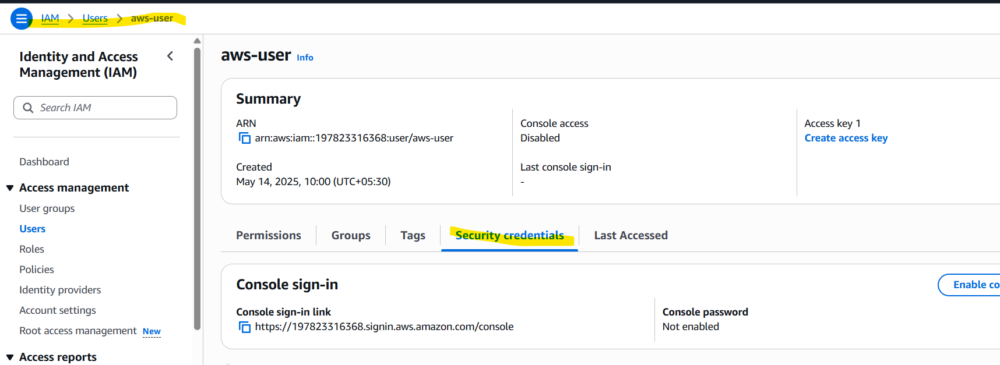 IAM > Users > aws-user
Identity and Access
Management (IAM)
Search IAM
Dashboard
Access management
User groups
Users
Roles
Policies
Identity providers
Account settings
Root access management New
Access reports
aws-user Info
Summary
ARN
arn:aws:iam::197823316368:user/aws-user
Created
May 14, 2025, 10:00 (UTC+05:30)
Console access
Disabled
Last console sign-in
-
Access key 1
Create access key
Permissions Groups Tags Security credentials Last Accessed
Console sign-in
Enable co
Console sign-in link
https://197823316368.signin.aws.amazon.com/console
Console password
Not enabled